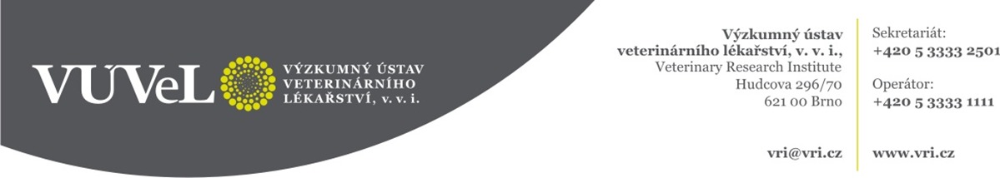 VÚVeL
VÝZKUMNÝ ÚSTAV
VETERINÁRNÍHO
LÉKAŘSTVÍ, v. v. i.
Výzkumný ústav
veterinárního lékařství, v. v. i.,
Veterinary Research Institute
Hudcova 296/70
621 00 Brno
vri@vri.cz
Sekretariát:
+420 5 3333 2501
Operátor:
+420 5 3333 1111
www.vri.cz